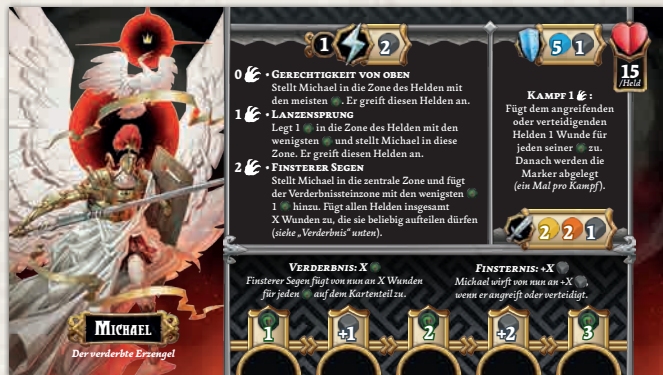 1 2
5 1
15
/Held
0 • Gerechtigkeit von oben
Stellt Michael in die Zone des Helden mit
den meisten . Er greift diesen Helden an.
1 • Lanzensprung
Legt 1 in die Zone des Helden mit den
wenigsten und stellt Michael in diese
Zone. Er greift diesen Helden an.
2 • Finsterer Segen
Stellt Michael in die zentrale Zone und fügt
der Verderbnissteinzone mit den wenigsten
1 hinzu. Fügt allen Helden insgesamt
X Wunden zu, die sie beliebig aufteilen dürfen
(siehe „Verderbnis“ unten).
Kampf 1 :
Fügt dem angreifenden
oder verteidigenden
Helden 1 Wunde für
jeden seiner zu.
Danach werden die
Marker abgelegt
(ein Mal pro Kampf).
2 2 1
Verderbnis: X
Finsterer Segen fügt von nun an X Wunden
für jeden auf dem Kartenteil zu.
Finsternis: +X
Michael wirft von nun an +X ,
wenn er angreift oder verteidigt.
1 +1 2 +2 3
Michael
Der verderbte Erzengel